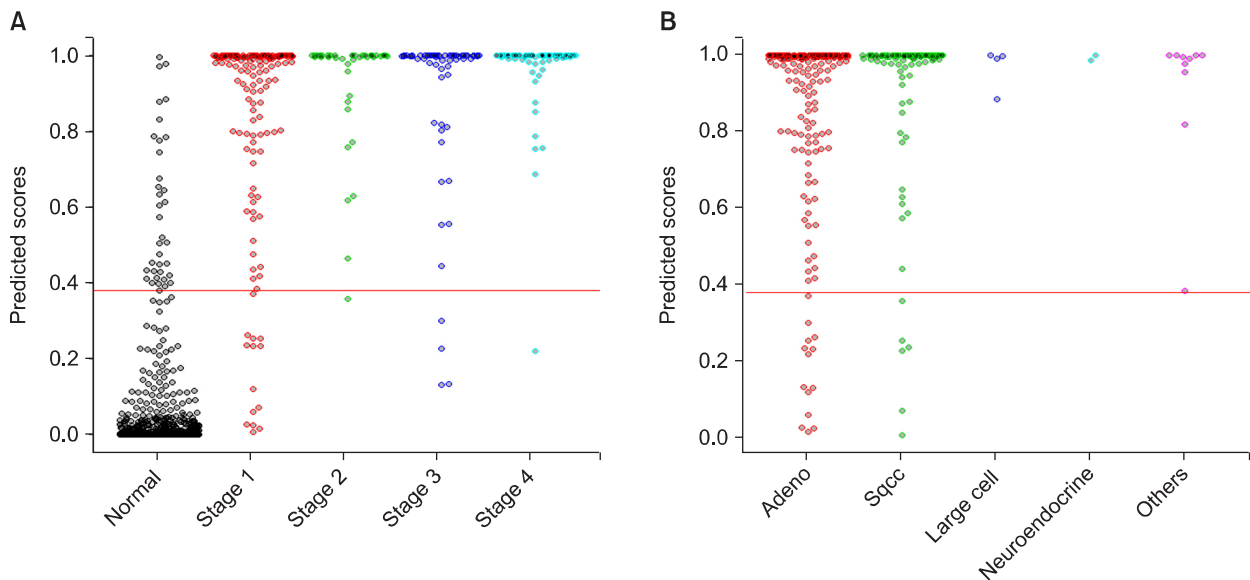 A
Predicted scores
1.0
0.8
0.6
0.4
0.2
0.0
Normal
Stage 1
Stage 2
Stage 3
Stage 4
B
Predicted scores
1.0
0.8
0.6
0.4
0.2
0.0
Adeno
Sqcc
Large cell
Neuroendocrine
Others